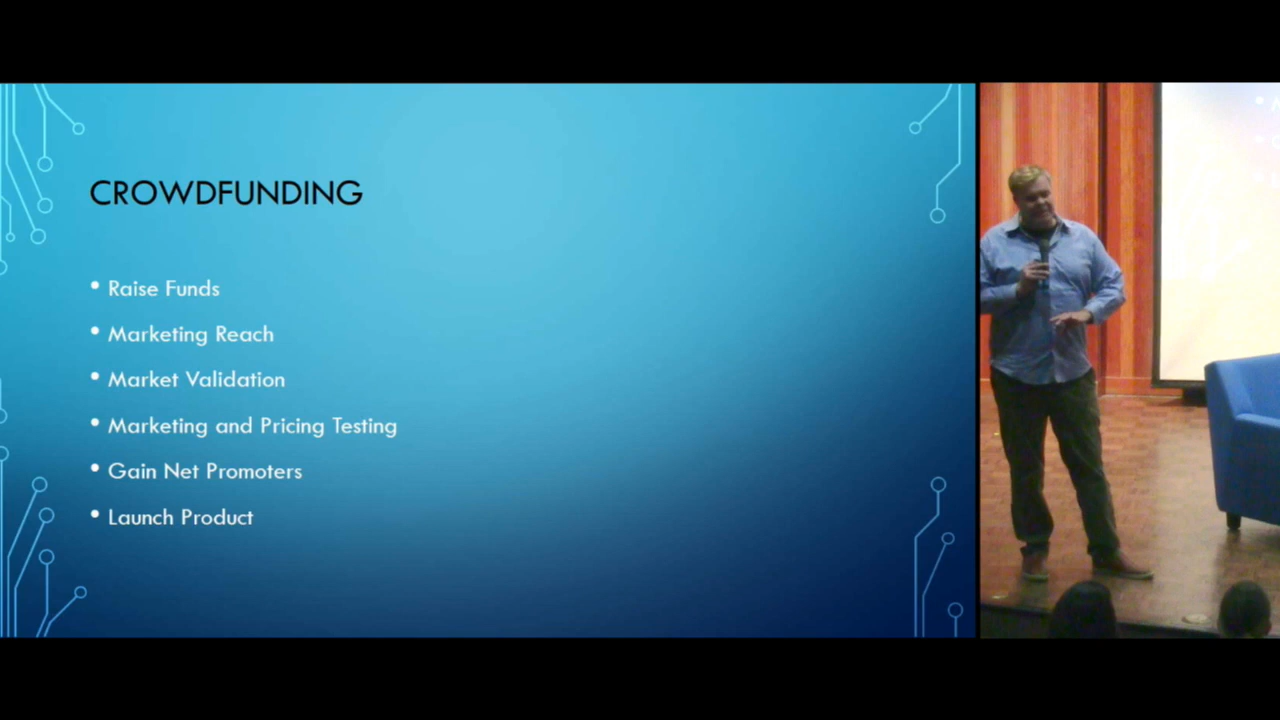 CROWDFUNDING
• Raise Funds
• Marketing Reach
• Market Validation
• Marketing and Pricing Testing
• Gain Net Promoters
• Launch Product